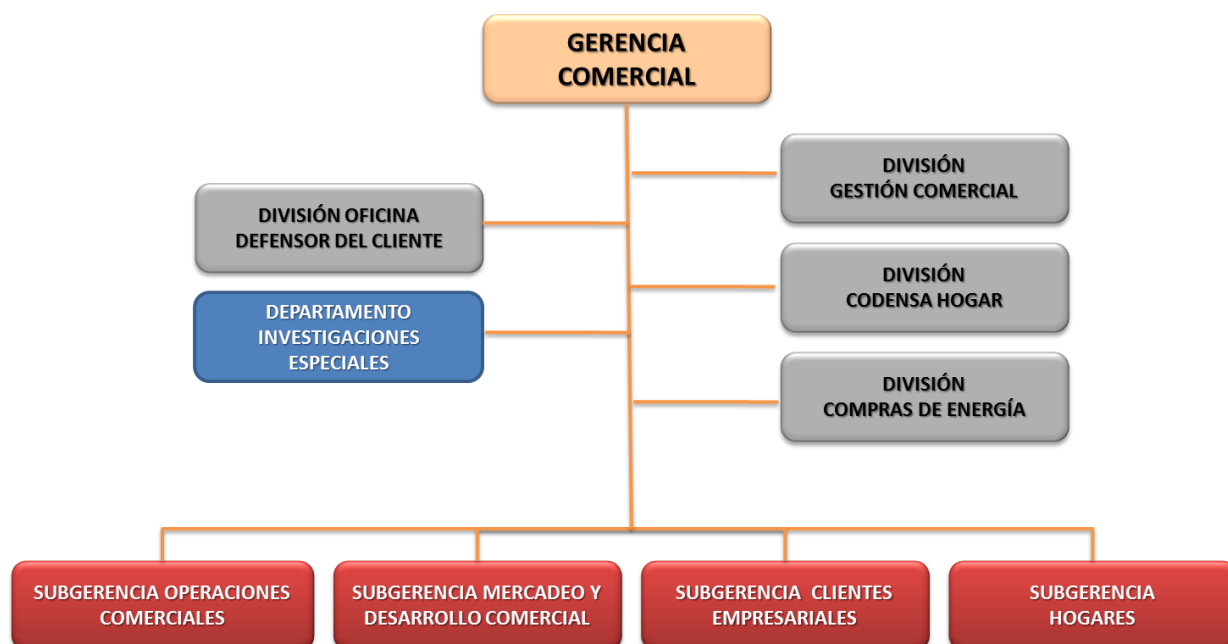 GERENCIA
COMERCIAL
DIVISIÓN
GESTIÓN COMERCIAL
DIVISIÓN OFICINA
DEFENSOR DEL CLIENTE
DIVISIÓN
CODENSA HOGAR
DEPARTAMENTO
INVESTIGACIONES
ESPECIALES
DIVISIÓN
COMPRAS DE ENERGÍA
SUBGERENCIA OPERACIONES
COMERCIALES
SUBGERENCIA MERCADEO Y
DESARROLLO COMERCIAL
SUBGERENCIA CLIENTES
EMPRESARIALES
SUBGERENCIA
HOGARES